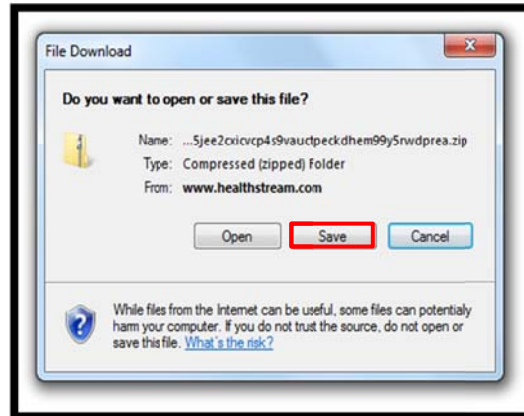 File Download
Do you want to open or save this file?
Name: ...5jee2cxicvcp4s9vauctpeckdhem99y5rwdprea.zip
Type: Compressed (zipped) Folder
From: www.healthstream.com
Open Save Cancel
While files from the Internet can be useful, some files can potentialy
harm your computer. If you do not trust the source, do not open or
save this file. What's the risk?